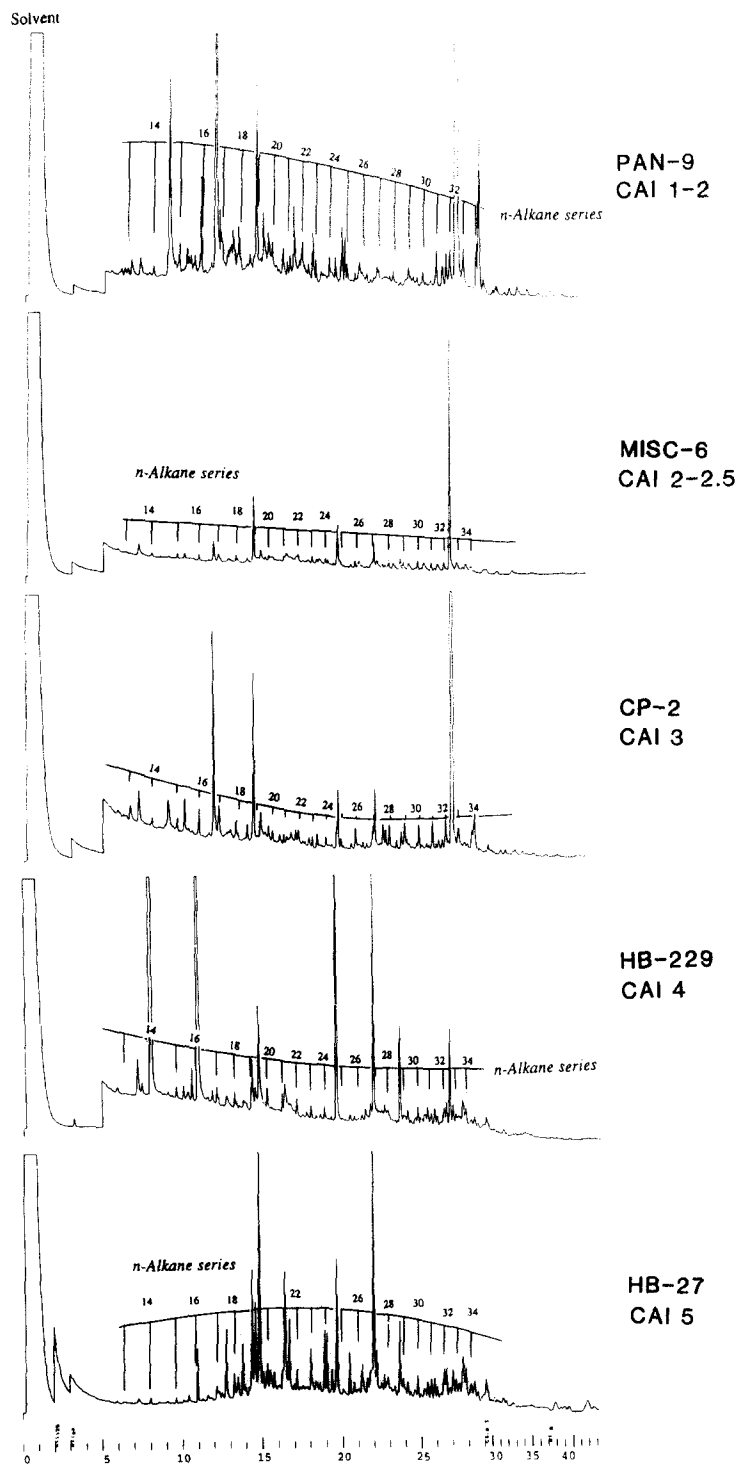 Solvent
14 16 18 20 22 24 26 28 30 32
n-Alkane series
PAN-9
CAI 1-2
n-Alkane series
14 16 18 20 22 24 26 28 30 32 34
MISC-6
CAI 2-2.5
14 16 18 20 22 24 26 28 30 32 34
CP-2
CAI 3
14 16 18 20 22 24 26 28 30 32 34
n-Alkane series
HB-229
CAI 4
n-Alkane series
14 16 18 22 26 28 30 32 34
HB-27
CAI 5
0 5 10 15 20 25 30 35 40